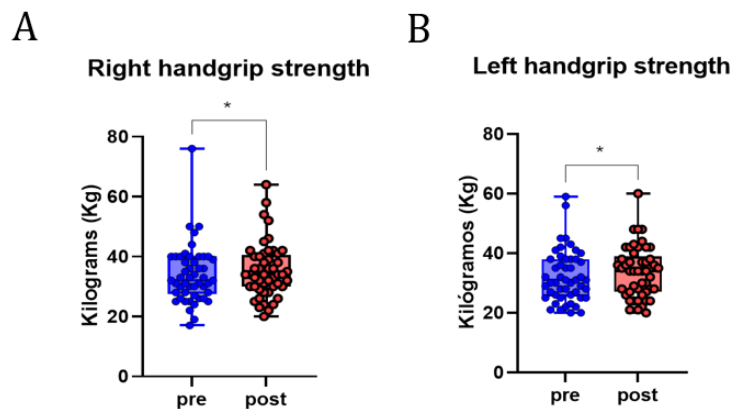 A
Right handgrip strength
*
Kilograms (Kg)
80
60
40
20
0
pre post
B
Left handgrip strength
*
Kilógramos (Kg)
80
60
40
20
0
pre post